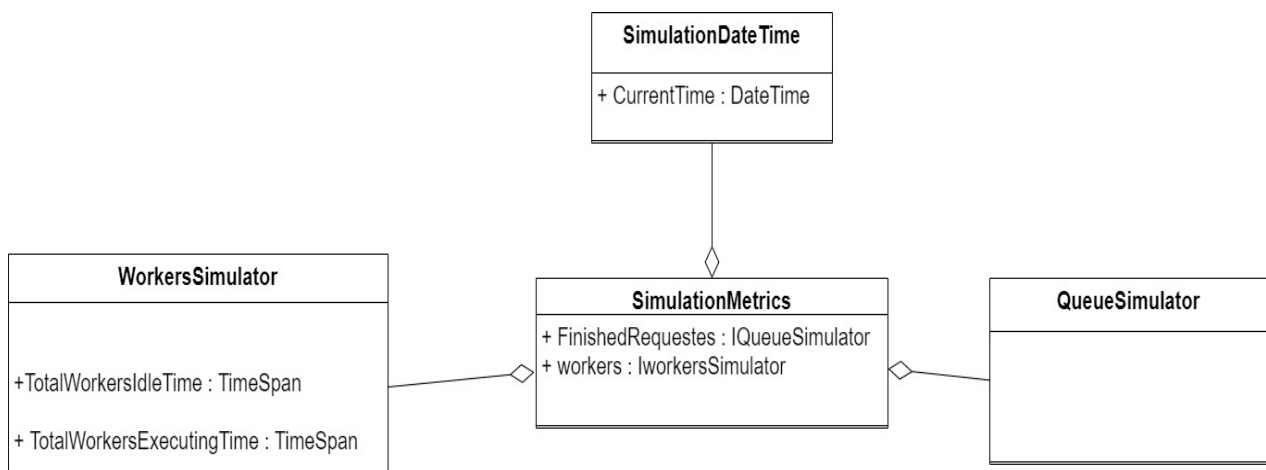 SimulationDateTime
+ CurrentTime : DateTime
WorkersSimulator
+TotalWorkersIdleTime : TimeSpan
+ TotalWorkersExecutingTime : TimeSpan
SimulationMetrics
+ FinishedRequestes : IQueueSimulator
+ workers : IworkersSimulator
QueueSimulator